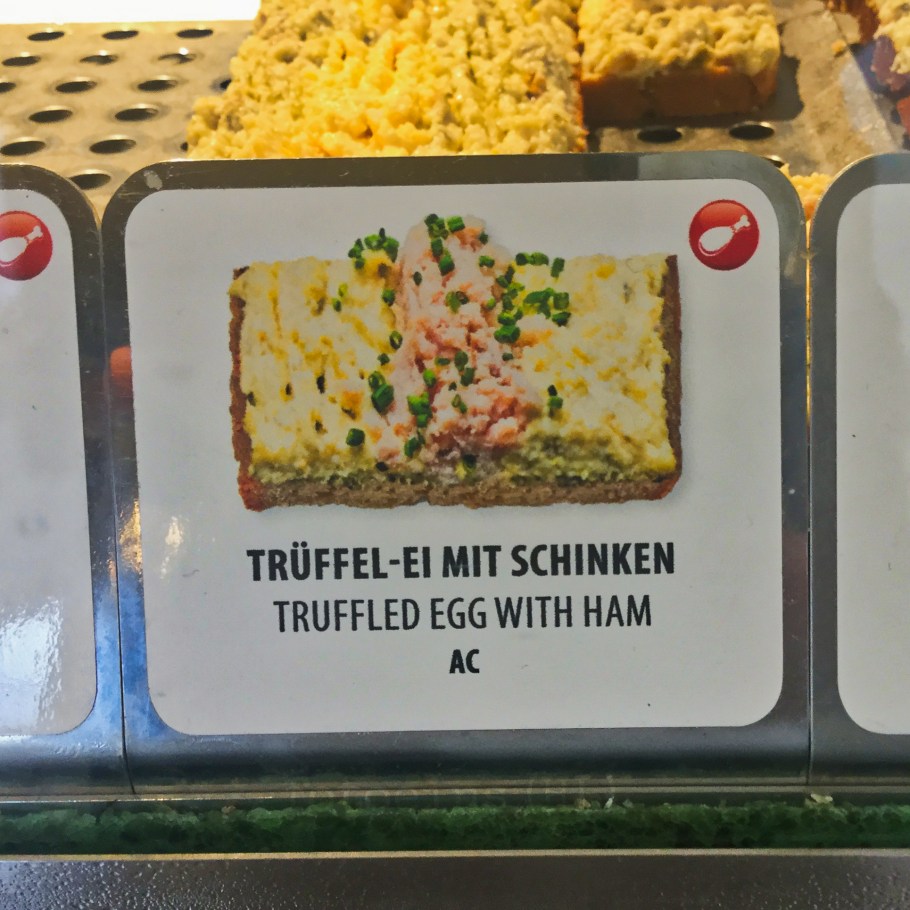 TRÜFFEL-EI MIT SCHINKEN
TRUFFLED EGG WITH HAM
AC